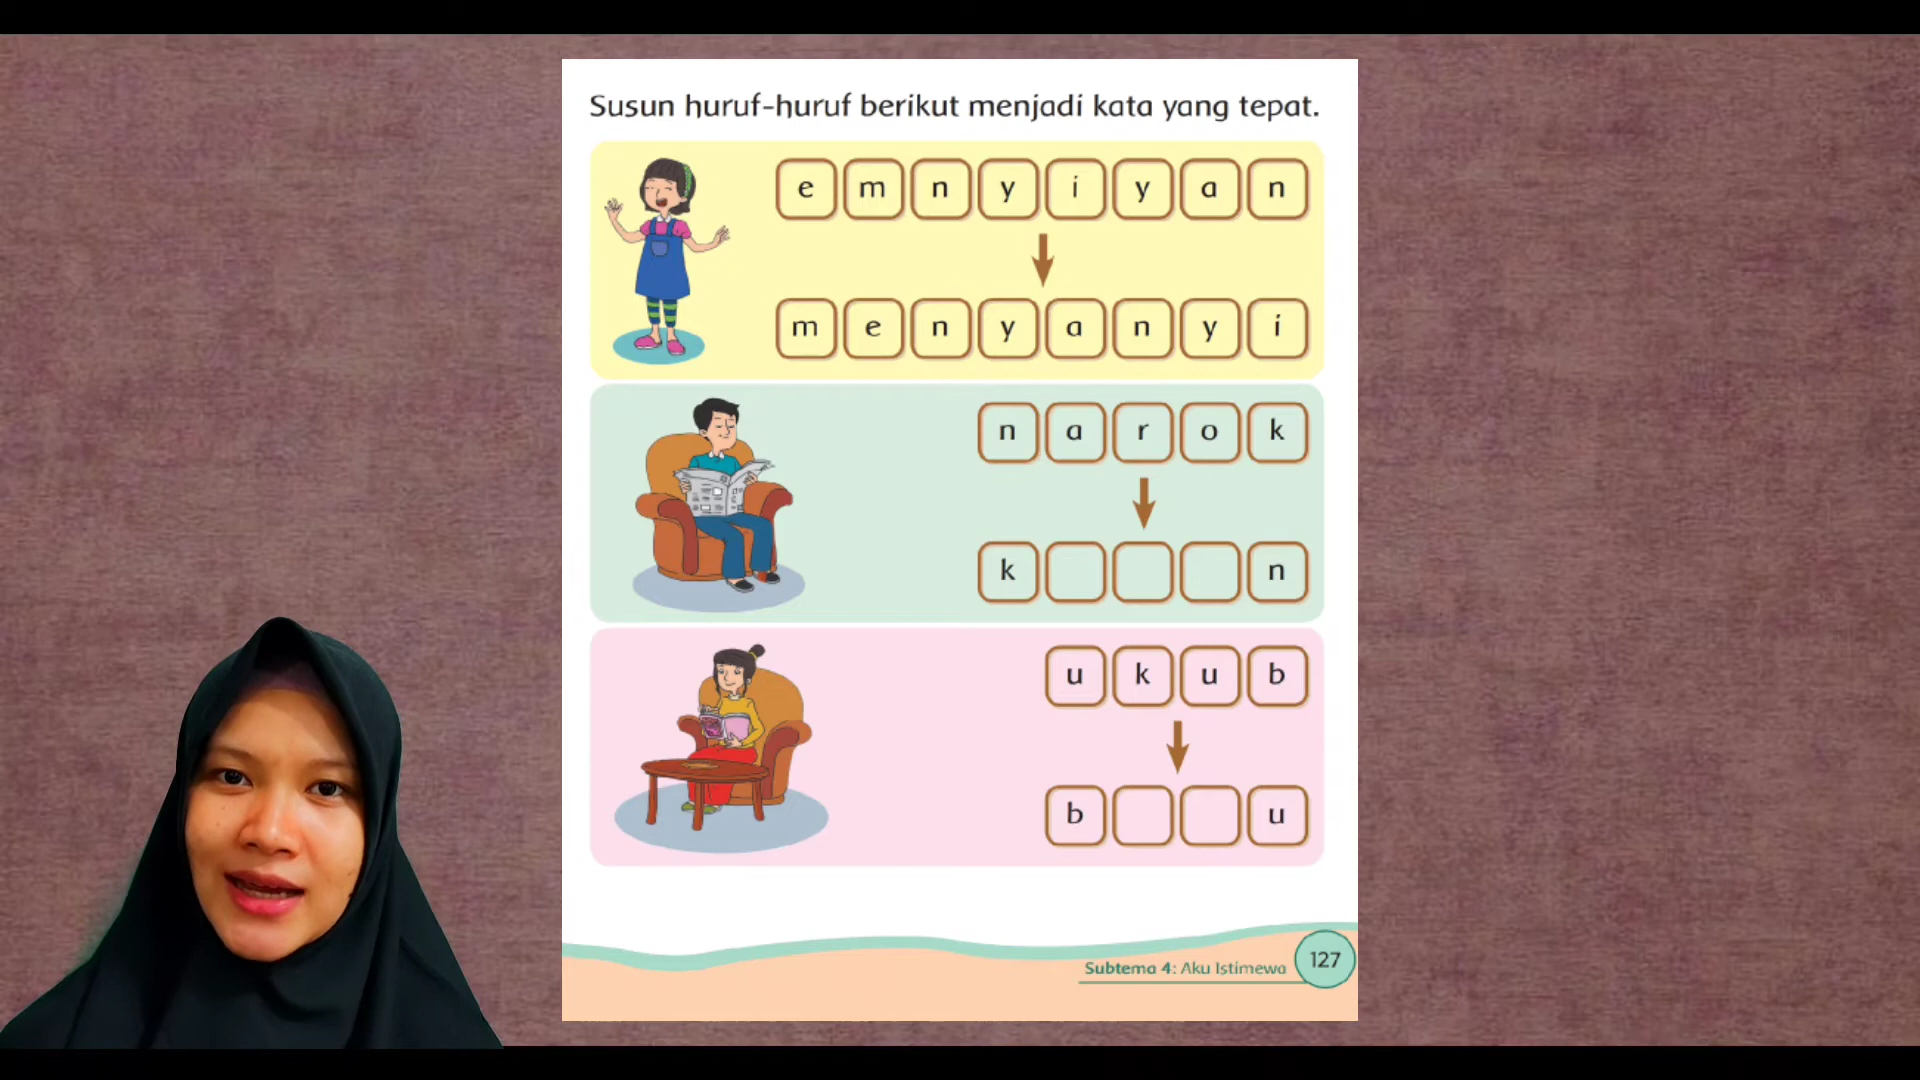 Susun huruf-huruf berikut menjadi kata yang tepat.
e m n y i y a n
m e n y a n y i
n a r o k
k n
u k u b
b u
Subtema 4: Aku Istimewa 127